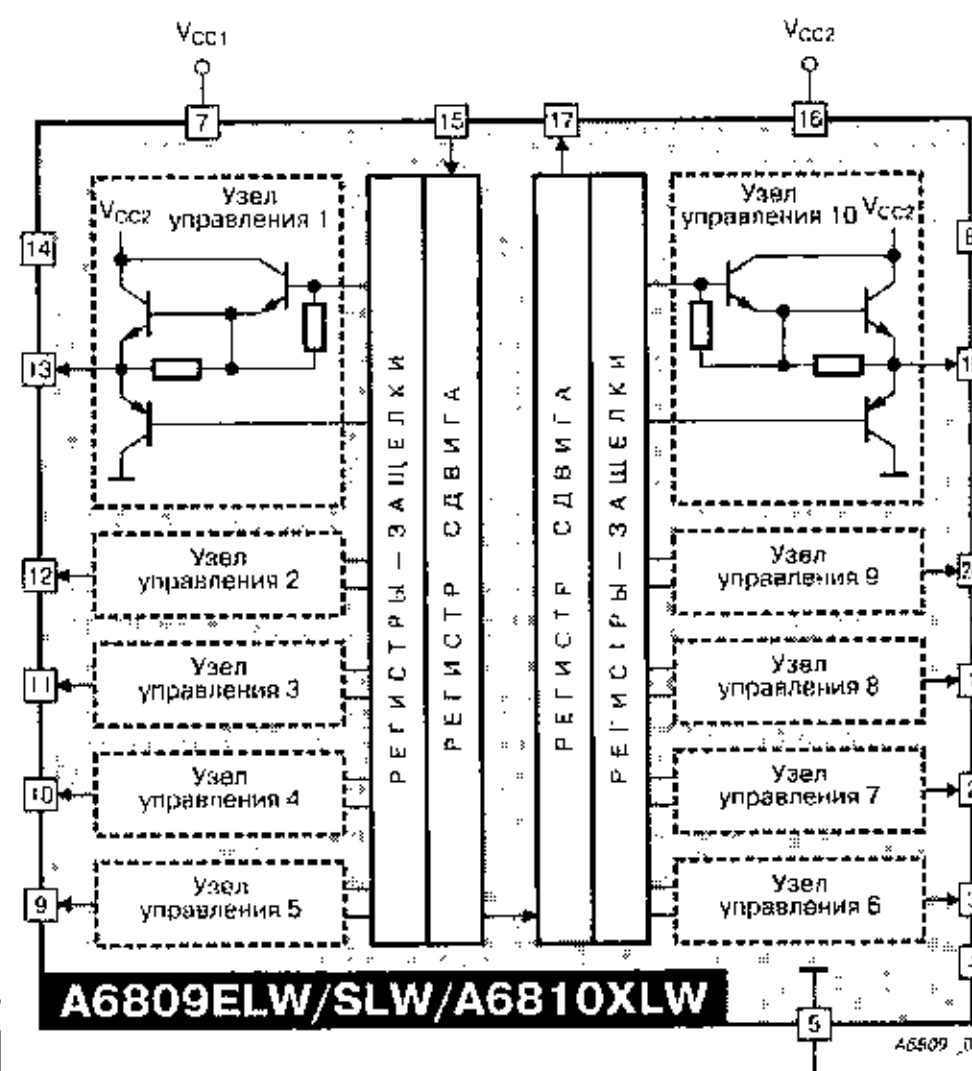 VCC1
VCC2
7
15
17
16
Узел
управления 1
VCC2
Узел
управления 10
VCC2
14
13
РЕГИСТРЫ–ЗАЩЕЛКИ
РЕГИСТР СДВИГА
РЕГИСТР СДВИГА
РЕГИСТРЫ–ЗАЩЕЛКИ
12
Узел
управления 2
Узел
управления 9
11
Узел
управления 3
Узел
управления 8
10
Узел
управления 4
Узел
управления 7
9
Узел
управления 5
Узел
управления 6
A6809ELW/SLW/A6810XLW
5